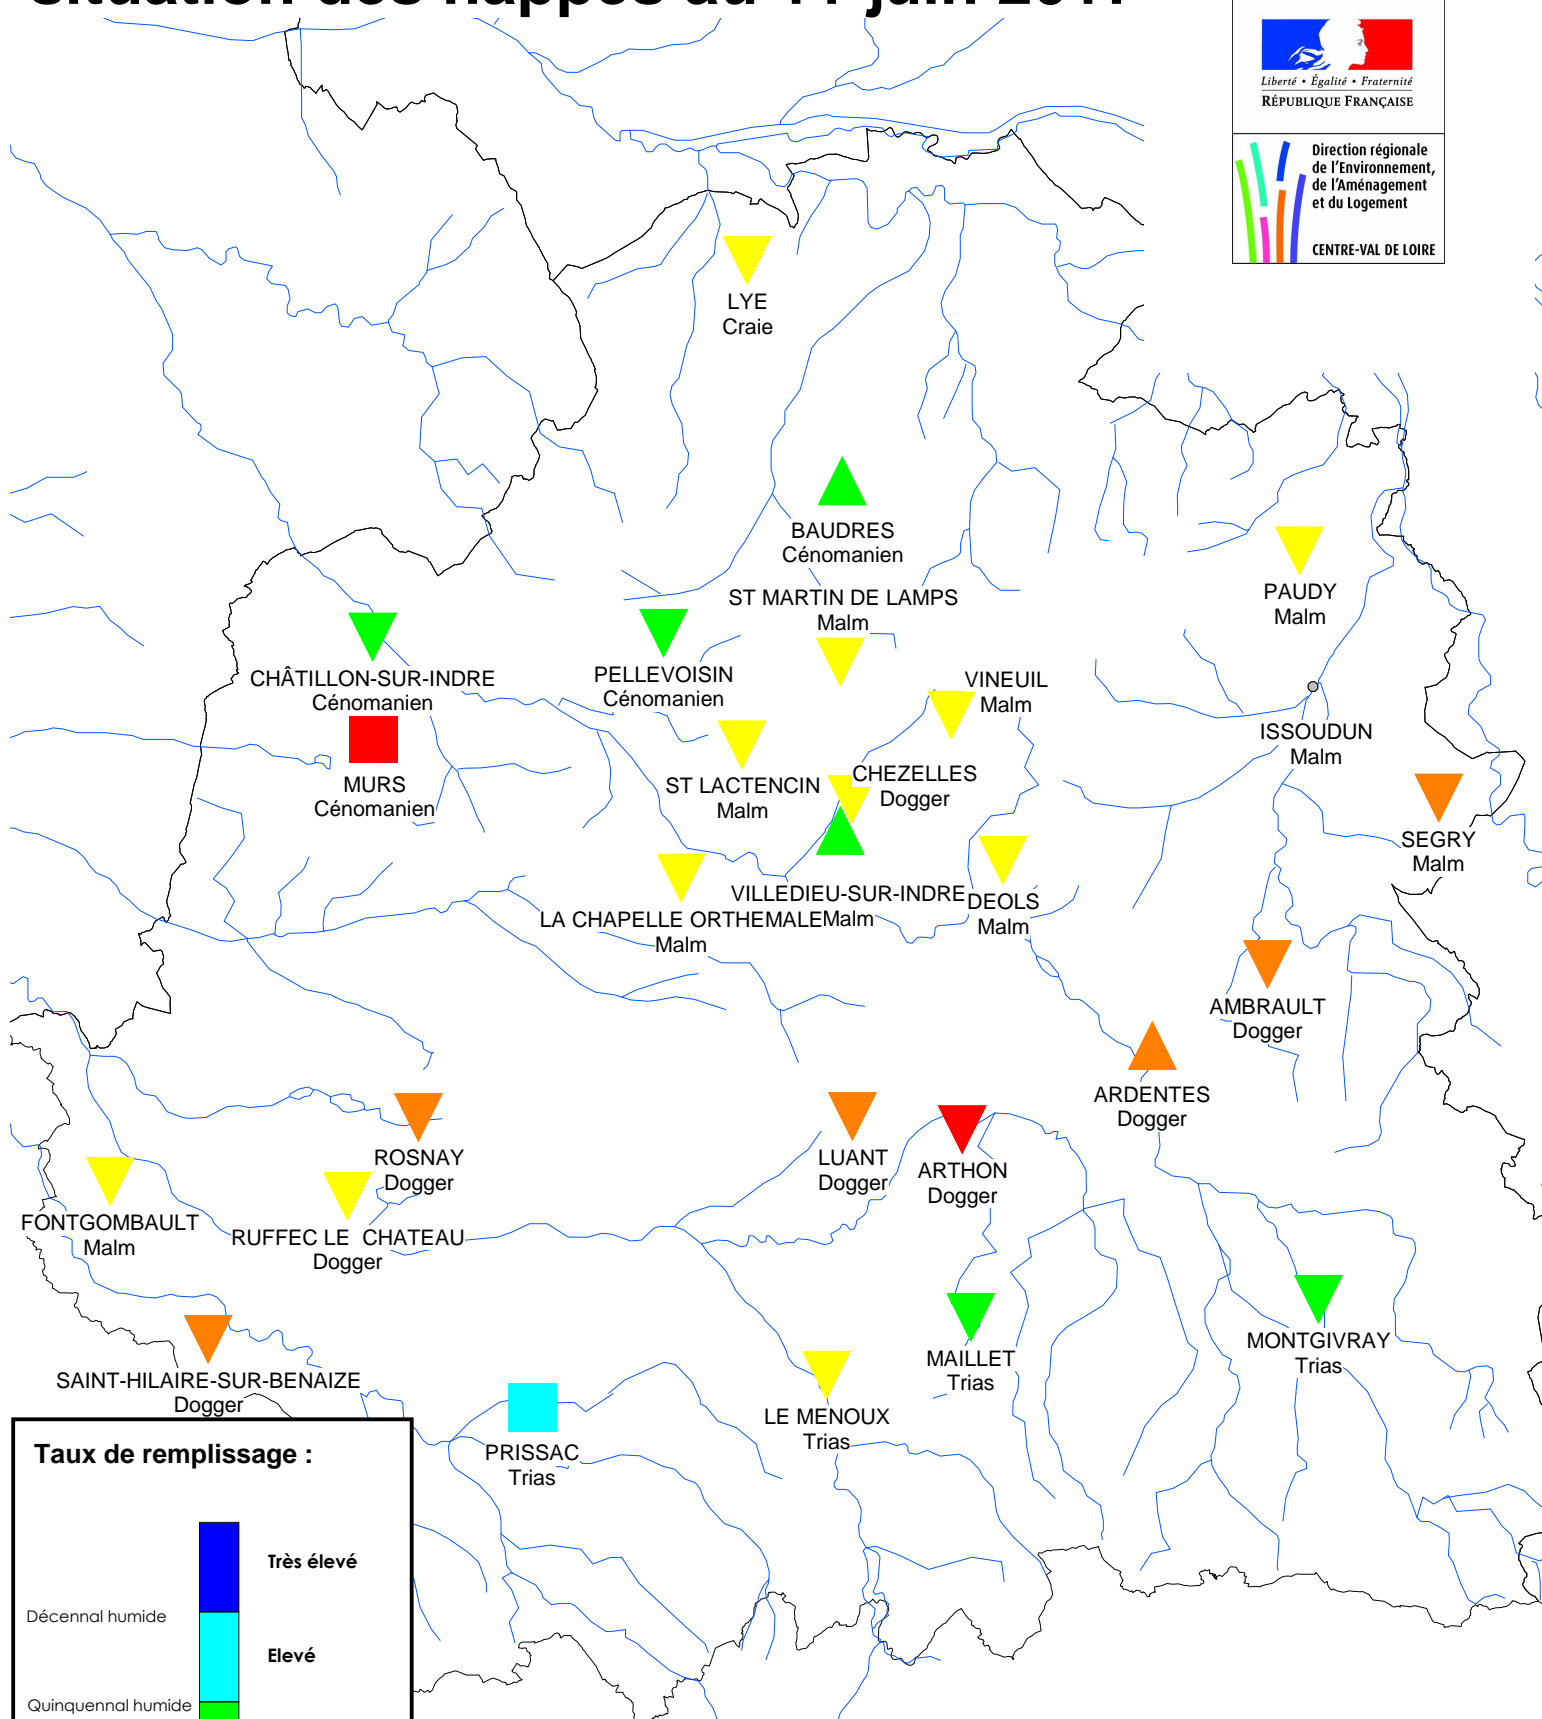 Liberté • Égalité • Fraternité
RÉPUBLIQUE FRANÇAISE
Direction régionale
de l'Environnement,
de l'Aménagement
et du Logement
CENTRE-VAL DE LOIRE
LYE
Craie
BAUDRES
Cénomanien
ST MARTIN DE LAMPS
Malm
PAUDY
Malm
CHÂTILLON-SUR-INDRE
Cénomanien
PELLEVOISIN
Cénomanien
VINEUIL
Malm
ISSOUDUN
Malm
MURS
Cénomanien
ST LACTENCIN
Malm
CHEZELLES
Dogger
SEGRY
Malm
VILLEDIEU-SUR-INDRE
Malm
DEOLS
Malm
LA CHAPELLE ORTHEMALE
Malm
AMBRAULT
Dogger
ARDENTES
Dogger
ROSNAY
Dogger
LUANT
Dogger
ARTHON
Dogger
FONTGOMBAULT
Malm
RUFFEC LE CHATEAU
Dogger
MONTGIVRAY
Trias
MAILLET
Trias
SAINT-HILAIRE-SUR-BENAIZE
Dogger
LE MENOUX
Trias
PRISSAC
Trias
Taux de remplissage :
Très élevé
Décennal humide
Elevé
Quinquennal humide